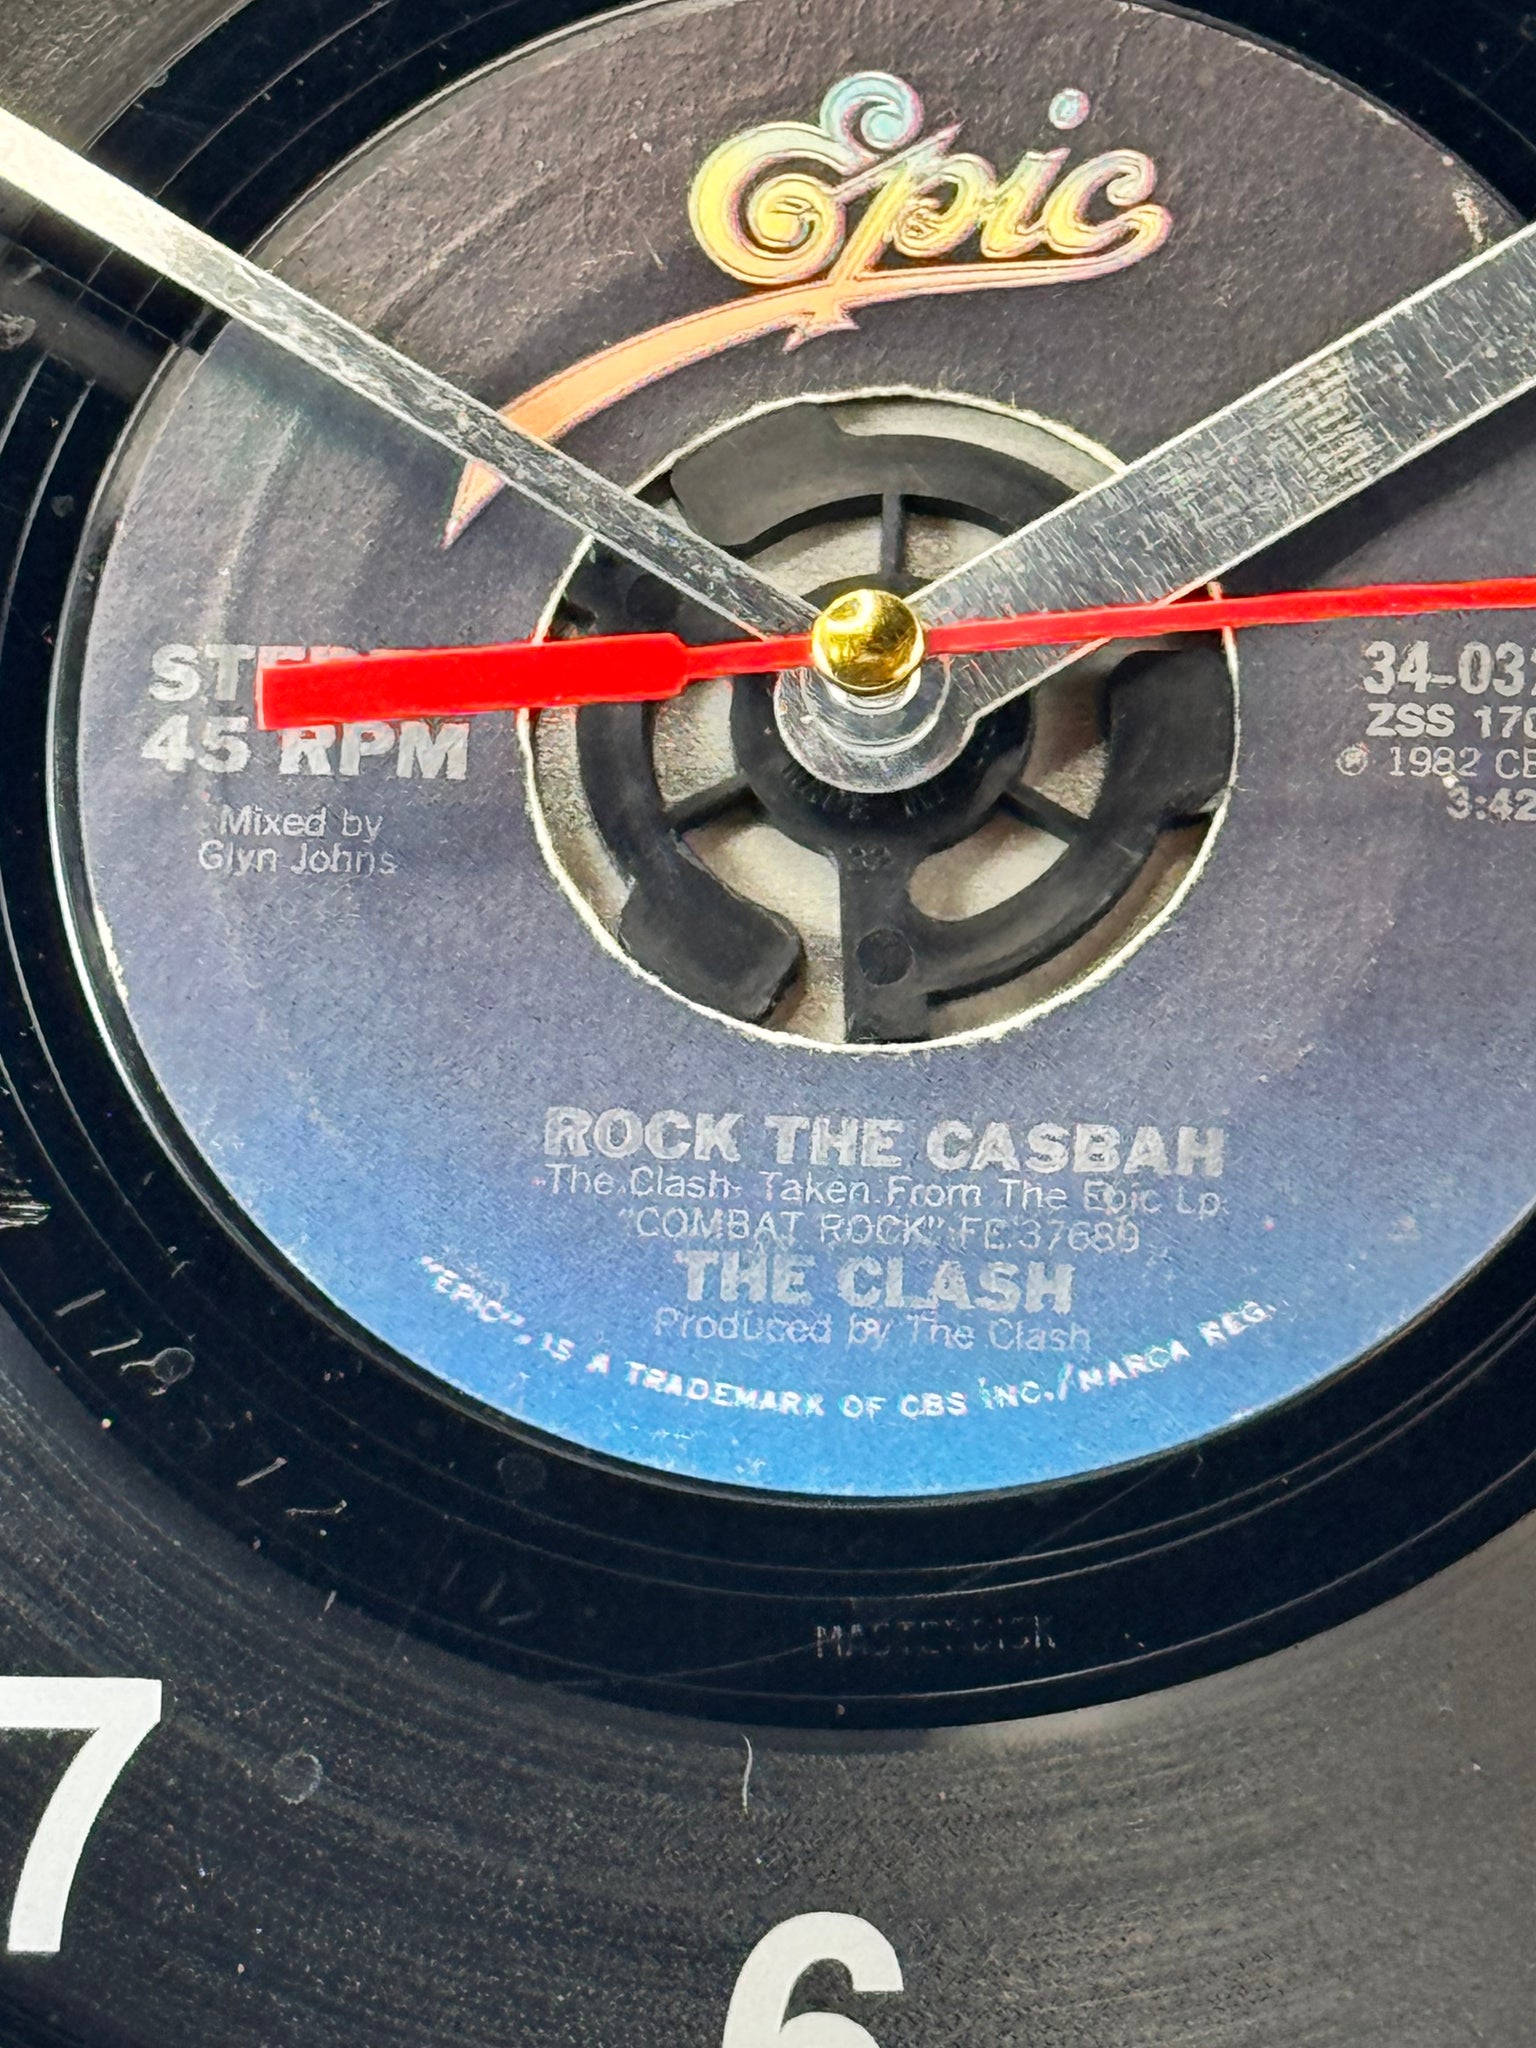 Epic
45 RPM
Mixed by
Glyn Johns
34-03
ZSS 17
℗ 1982 C
3:42
ROCK THE CASBAH
-The Clash- Taken From The Epic Lp
"COMBAT ROCK" FE 37689
THE CLASH
Produced by The Clash
"EPIC", IS A TRADEMARK OF CBS INC./MARCA REG.
MASTERDISK
7
6